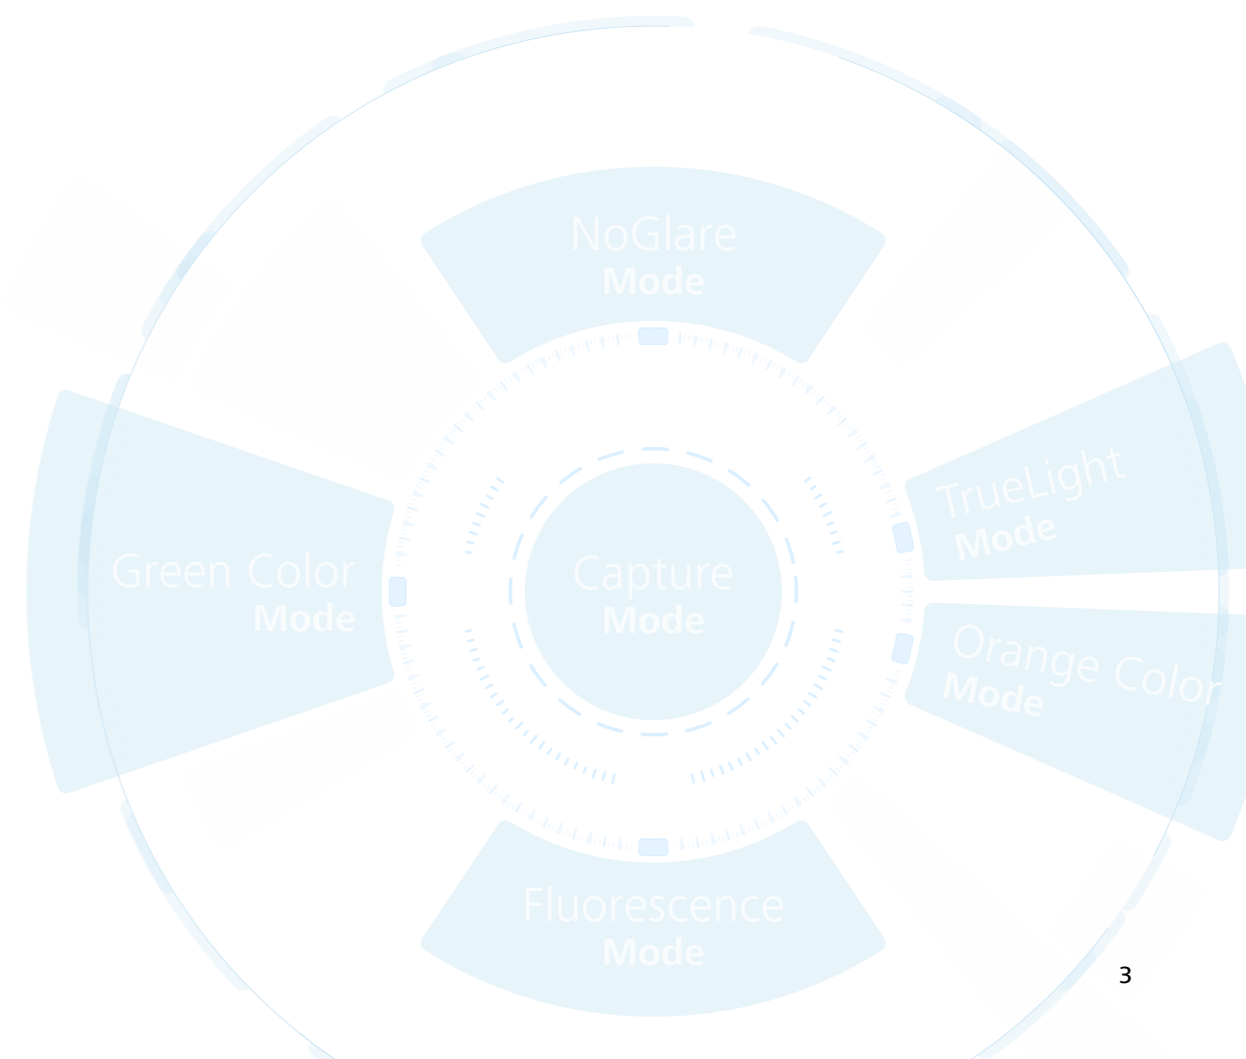 NoGlare
Mode
TrueLight
Mode
Green Color
Mode
Capture
Mode
Orange Color
Mode
Fluorescence
Mode
3